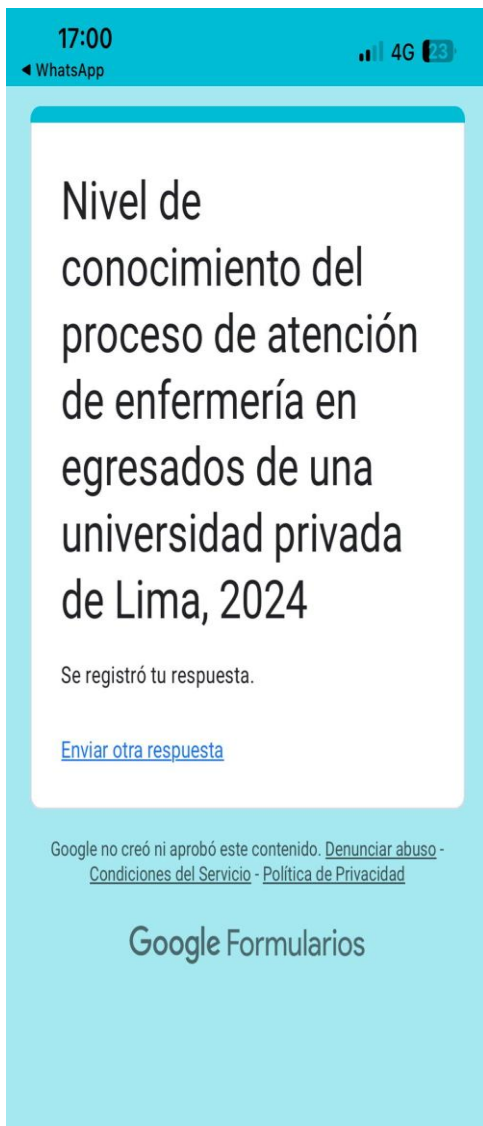 17:00
4G 23
◀ WhatsApp
Nivel de
conocimiento del
proceso de atención
de enfermería en
egresados de una
universidad privada
de Lima, 2024
Se registró tu respuesta.
Enviar otra respuesta
Google no creó ni aprobó este contenido. Denunciar abuso -
Condiciones del Servicio - Política de Privacidad
Google Formularios